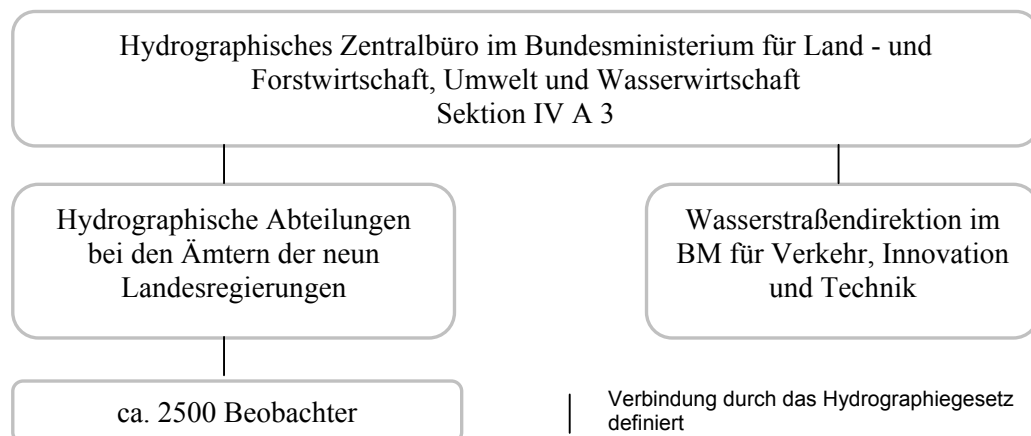 Hydrographisches Zentralbüro im Bundesministerium für Land - und
Forstwirtschaft, Umwelt und Wasserwirtschaft
Sektion IV A 3
Hydrographische Abteilungen
bei den Ämtern der neun
Landesregierungen
Wasserstraßendirektion im
BM für Verkehr, Innovation
und Technik
ca. 2500 Beobachter
Verbindung durch das Hydrographiegesetz
definiert